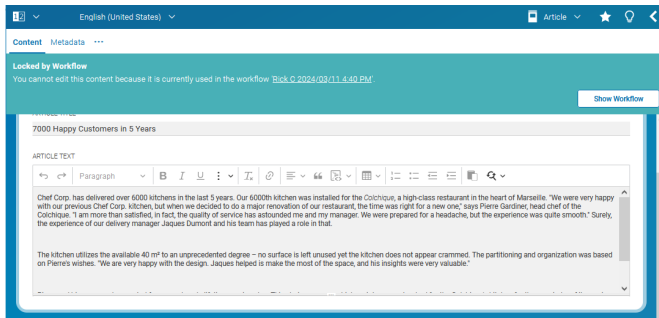 English (United States)
Article
Content Metadata ···
Locked by Workflow
You cannot edit this content because it is currently used in the workflow 'Rick C 2024/03/11 4:40 PM'.
Show Workflow
ARTICLE TITLE
7000 Happy Customers in 5 Years
ARTICLE TEXT
Paragraph B I U
Chef Corp. has delivered over 6000 kitchens in the last 5 years. Our 6000th kitchen was installed for the Colchique, a high-class restaurant in the heart of Marseille. "We were very happy
with our previous Chef Corp. kitchen, but when we decided to do a major renovation of our restaurant, the time was right for a new one," says Pierre Gardiner, head chef of the
Colchique. "I am more than satisfied, in fact, the quality of service has astounded me and my manager. We were prepared for a headache, but the experience was quite smooth." Surely,
the experience of our delivery manager Jaques Dumont and his team has played a role in that.
The kitchen utilizes the available 40 m² to an unprecedented degree – no surface is left unused yet the kitchen does not appear crammed. The partitioning and organization was based
on Pierre's wishes. "We are very happy with the design. Jaques helped is make the most of the space, and his insights were very valuable."